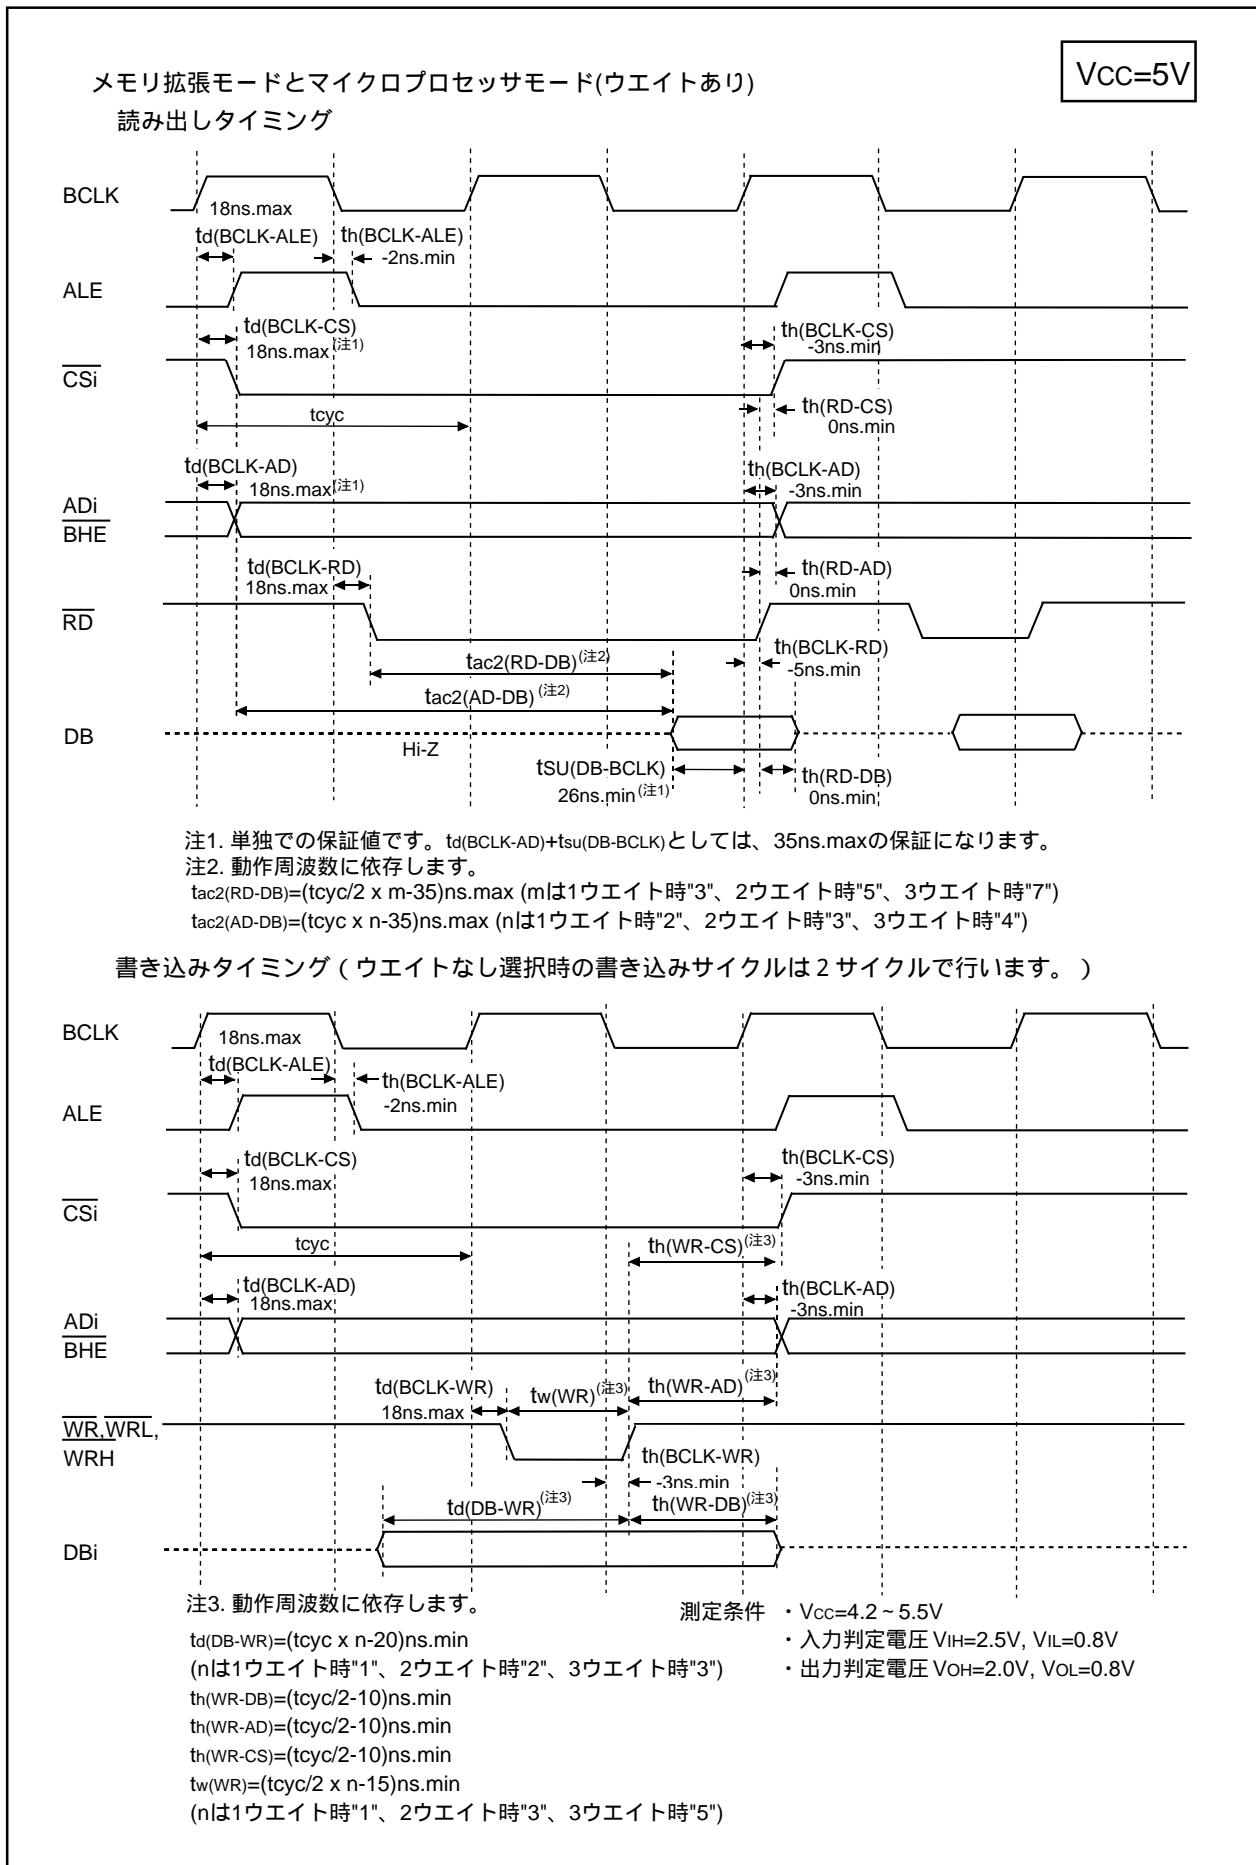 VCC=5V
メモリ拡張モードとマイクロプロセッサモード(ウエイトあり)
読み出しタイミング
BCLK
18ns.max
td(BCLK-ALE)
th(BCLK-ALE)
-2ns.min
ALE
td(BCLK-CS)
18ns.max(注1)
th(BCLK-CS)
-3ns.min
CSi
tcyc
th(RD-CS)
0ns.min
td(BCLK-AD)
18ns.max(注1)
th(BCLK-AD)
-3ns.min
ADi
BHE
td(BCLK-RD)
18ns.max
th(RD-AD)
0ns.min
RD
th(BCLK-RD)
-5ns.min
tac2(RD-DB)(注2)
tac2(AD-DB)(注2)
DB
Hi-Z
tSU(DB-BCLK)
26ns.min(注1)
th(RD-DB)
0ns.min
注1. 単独での保証値です。td(BCLK-AD)+tsu(DB-BCLK)としては、35ns.maxの保証になります。
注2. 動作周波数に依存します。
tac2(RD-DB)=(tcyc/2 x m-35)ns.max (mは1ウエイト時"3"、2ウエイト時"5"、3ウエイト時"7")
tac2(AD-DB)=(tcyc x n-35)ns.max (nは1ウエイト時"2"、2ウエイト時"3"、3ウエイト時"4")
書き込みタイミング（ウエイトなし選択時の書き込みサイクルは２サイクルで行います。）
BCLK
18ns.max
td(BCLK-ALE)
th(BCLK-ALE)
-2ns.min
ALE
td(BCLK-CS)
18ns.max
th(BCLK-CS)
-3ns.min
CSi
tcyc
th(WR-CS)(注3)
td(BCLK-AD)
18ns.max
th(BCLK-AD)
-3ns.min
ADi
BHE
td(BCLK-WR)
18ns.max
tw(WR)(注3)
th(WR-AD)(注3)
WR,WRL,
WRH
th(BCLK-WR)
-3ns.min
td(DB-WR)(注3)
th(WR-DB)(注3)
DBi
注3. 動作周波数に依存します。
td(DB-WR)=(tcyc x n-20)ns.min
(nは1ウエイト時"1"、2ウエイト時"2"、3ウエイト時"3")
th(WR-DB)=(tcyc/2-10)ns.min
th(WR-AD)=(tcyc/2-10)ns.min
th(WR-CS)=(tcyc/2-10)ns.min
tw(WR)=(tcyc/2 x n-15)ns.min
(nは1ウエイト時"1"、2ウエイト時"3"、3ウエイト時"5")
測定条件 ・VCC=4.2～5.5V
・入力判定電圧 VIH=2.5V, VIL=0.8V
・出力判定電圧 VOH=2.0V, VOL=0.8V